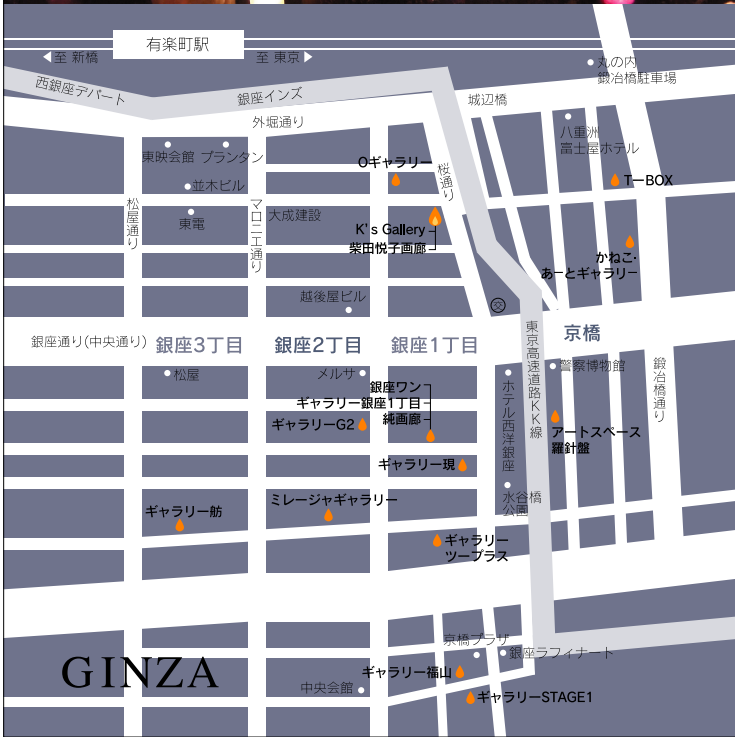 有楽町駅
至 新橋
至 東京
丸の内
鍛冶橋駐車場
西銀座デパート
銀座インズ
城辺橋
外堀通り
八重洲
富士屋ホテル
東映会館
プランタン
Oギャラリー
桜通り
T－BOX
並木ビル
松屋通り
マロニエ通り
大成建設
東電
K's Gallery
柴田悦子画廊
かねこ・
あーとギャラリー
越後屋ビル
交
銀座通り(中央通り)
銀座3丁目
銀座2丁目
銀座1丁目
東京高速道路KK線
京橋
松屋
メルサ
警察博物館
鍛冶橋通り
銀座ワン
ギャラリー銀座1丁目
純画廊
ホテル西洋銀座
ギャラリーG2
アートスペース
羅針盤
ギャラリー現
水谷橋
公園
ミレージャギャラリー
ギャラリー舫
ギャラリー
ツープラス
京橋プラザ
銀座ラフィナート
GINZA
ギャラリー福山
中央会館
ギャラリーSTAGE1